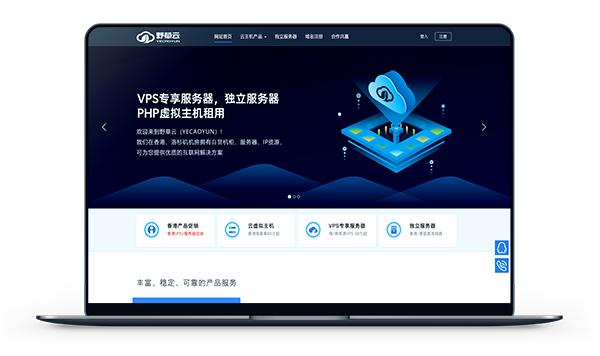 野草云
YECAOYUN
网站首页
云主机产品
独立服务器
域名注册
合作共赢
登入
注册
VPS专享服务器，独立服务器
PHP虚拟主机租用
欢迎来到野草云（YECAOYUN）！
我们在香港、洛杉矶机房拥有自营机柜、服务器、IP资源，
可为您提供优质的互联网解决方案
香港产品促销
香港VPS/服务器促销
云虚拟主机
VPS专享服务器
独立服务器
丰富、稳定、可靠的产品服务